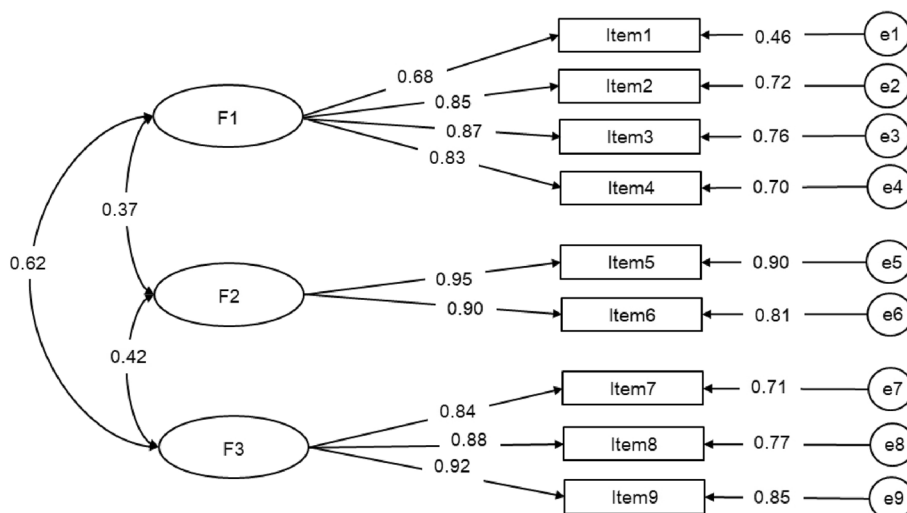 Item1
0.46
e1
0.68
Item2
0.72
e2
0.85
F1
0.87
Item3
0.76
e3
0.83
Item4
0.70
e4
0.37
0.62
Item5
0.90
e5
0.95
F2
0.90
Item6
0.81
e6
0.42
Item7
0.71
e7
0.84
F3
0.88
Item8
0.77
e8
0.92
Item9
0.85
e9